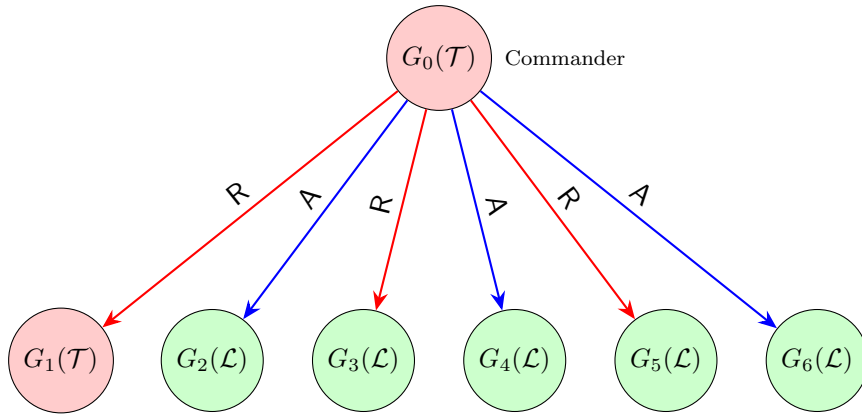 G₀(𝒯) Commander
R A R A R A
G₁(𝒯) G₂(ℒ) G₃(ℒ) G₄(ℒ) G₅(ℒ) G₆(ℒ)